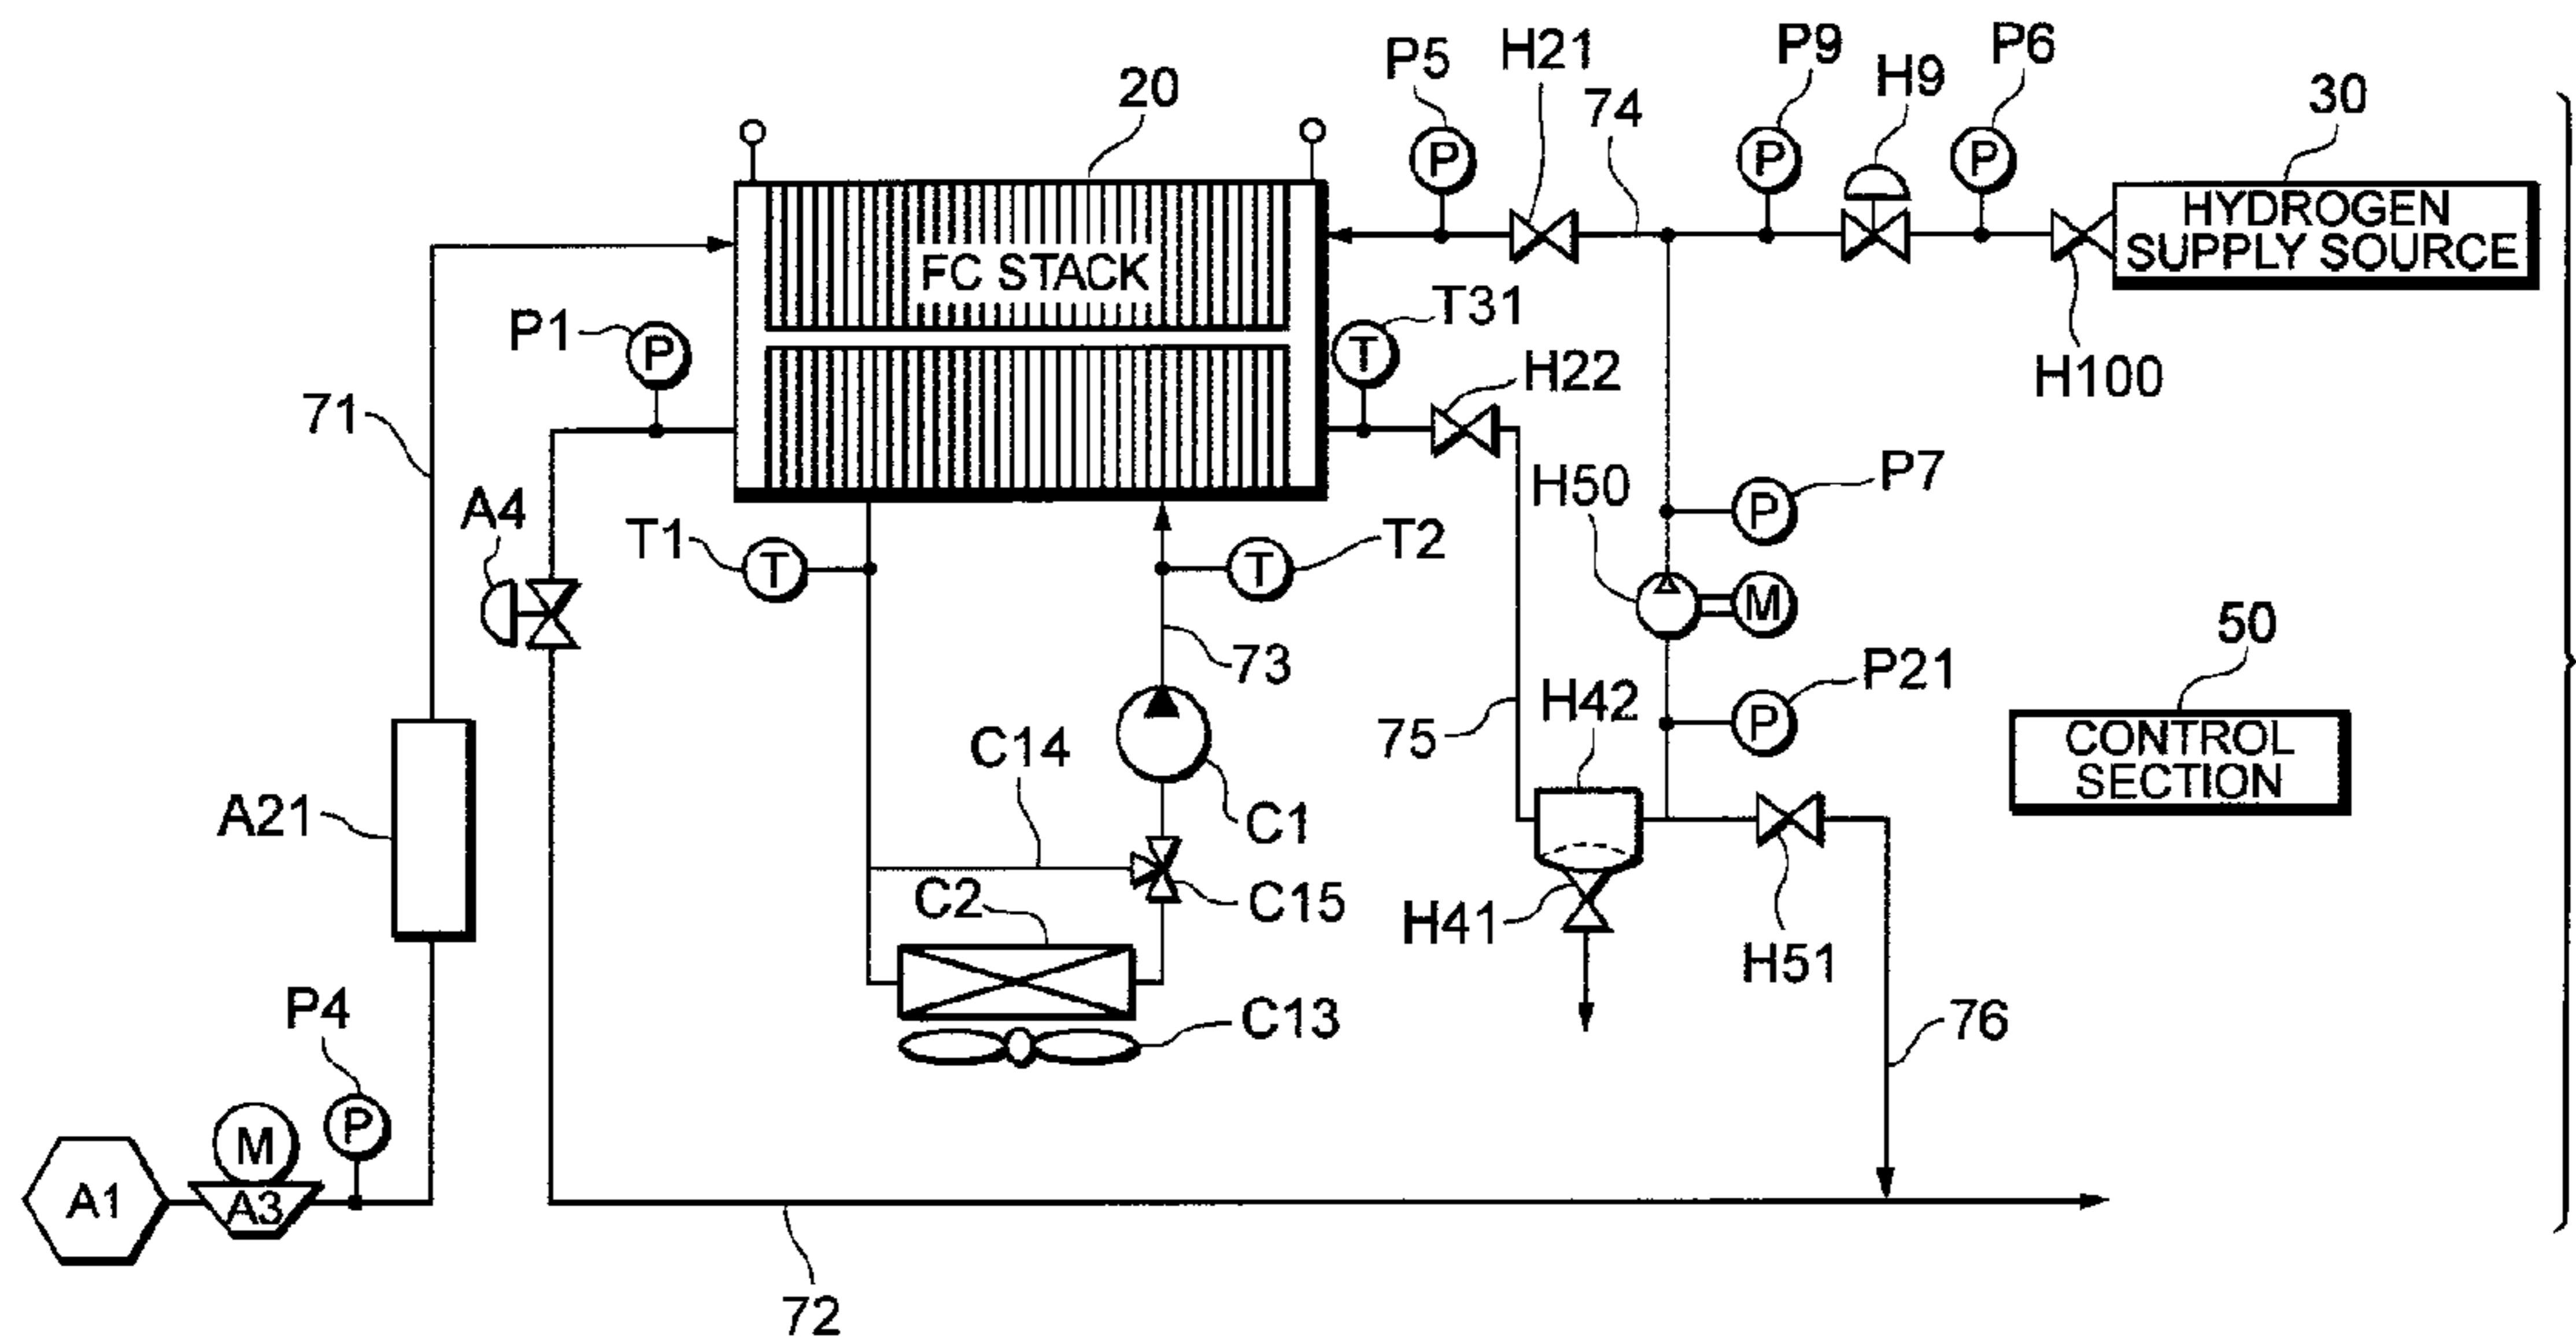 P5
H21
P9
H9
P6
20
74
30
P
P
P
HYDROGEN
SUPPLY SOURCE
FC STACK
P1
P
T31
T
H22
H100
71
A4
T1
T
T
T2
H50
P
P7
M
73
50
75
H42
P
P21
CONTROL
SECTION
C14
C1
A21
C2
C15
H41
H51
P4
C13
76
P
M
A1
A3
72